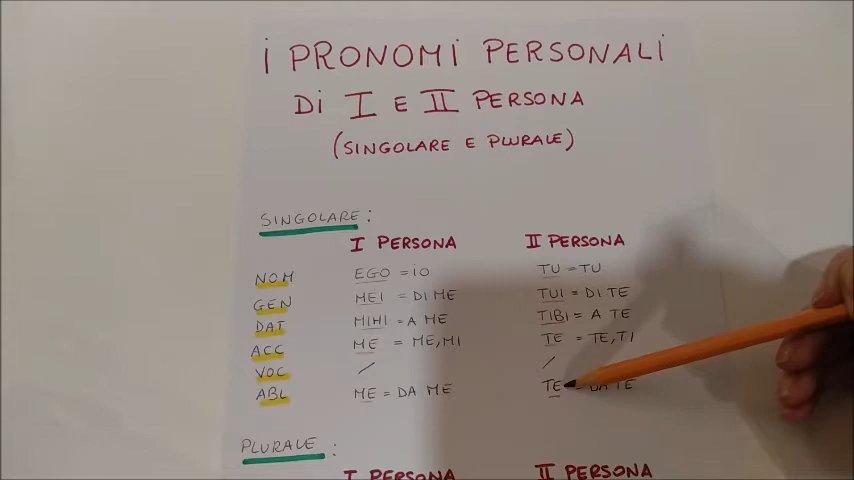 I PRONOMI PERSONALI
DI I E II PERSONA
(SINGOLARE E PLURALE)
SINGOLARE:
I PERSONA II PERSONA
NOM EGO = IO TU = TU
GEN MEI = DI ME TUI = DI TE
DAT MIHI = A ME TIBI = A TE
ACC ME = ME, MI TE = TE, TI
VOC / /
ABL ME = DA ME TE = DA TE
PLURALE:
I PERSONA II PERSONA